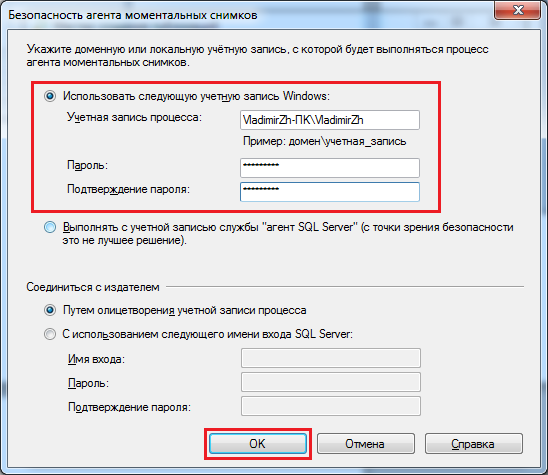 Безопасность агента моментальных снимков
Укажите доменную или локальную учётную запись, с которой будет выполняться процесс
агента моментальных снимков.
Использовать следующую учетную запись Windows:
Учетная запись процесса:
VladimirZh-ПК\VladimirZh
Пример: домен\учетная_запись
Пароль:
*********
Подтверждение пароля:
*********
Выполнять с учетной записью службы "агент SQL Server" (с точки зрения безопасности
это не лучшее решение).
Соединиться с издателем
Путем олицетворения учетной записи процесса
С использованием следующего имени входа SQL Server:
Имя входа:
Пароль:
Подтверждение пароля:
OK
Отмена
Справка